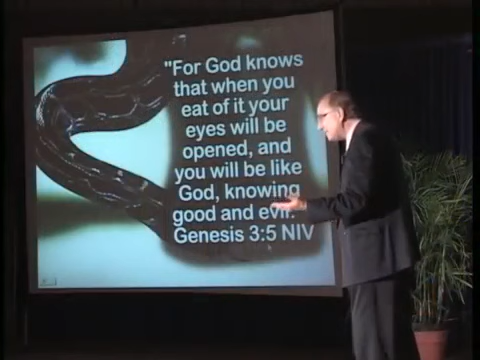 "For God knows
that when you
eat of it your
eyes will be
opened, and
you will be like
God, knowing
good and evil."
Genesis 3:5 NIV